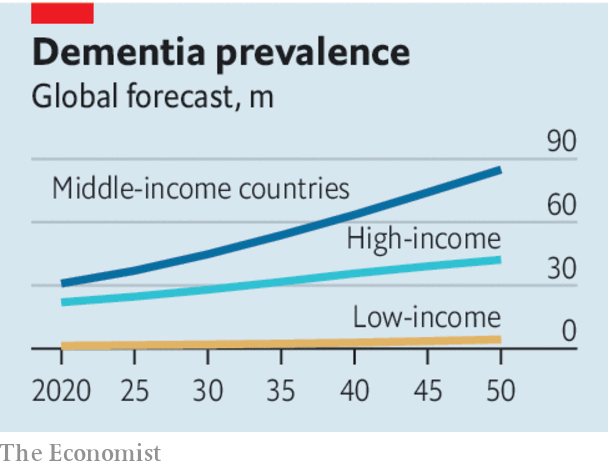 Dementia prevalence
Global forecast, m
90
Middle-income countries
60
High-income
30
Low-income
0
2020 25 30 35 40 45 50
The Economist